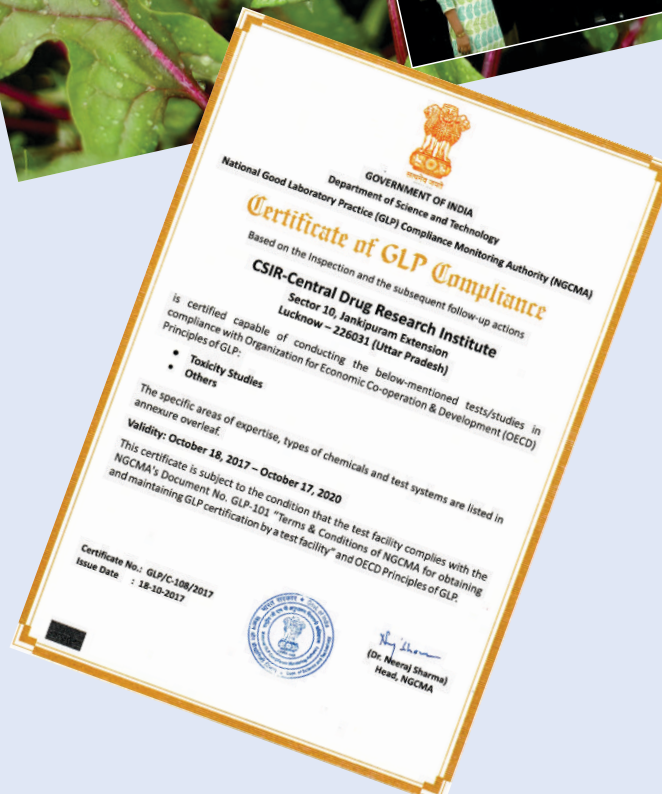 सत्यमेव जयते
GOVERNMENT OF INDIA
Department of Science and Technology
National Good Laboratory Practice (GLP) Compliance Monitoring Authority (NGCMA)
Certificate of GLP Compliance
Based on the Inspection and the subsequent follow-up actions
CSIR-Central Drug Research Institute
Sector 10, Jankipuram Extension
Lucknow – 226031 (Uttar Pradesh)
is certified capable of conducting the below-mentioned tests/studies in
compliance with Organization for Economic Co-operation & Development (OECD)
Principles of GLP:
• Toxicity Studies
• Others
The specific areas of expertise, types of chemicals and test systems are listed in
annexure overleaf.
Validity: October 18, 2017 – October 17, 2020
This certificate is subject to the condition that the test facility complies with the
NGCMA's Document No. GLP-101 "Terms & Conditions of NGCMA for obtaining
and maintaining GLP certification by a test facility" and OECD Principles of GLP.
Certificate No.: GLP/C-108/2017
Issue Date : 18-10-2017
भारत सरकार
(Dr. Neeraj Sharma)
Head, NGCMA